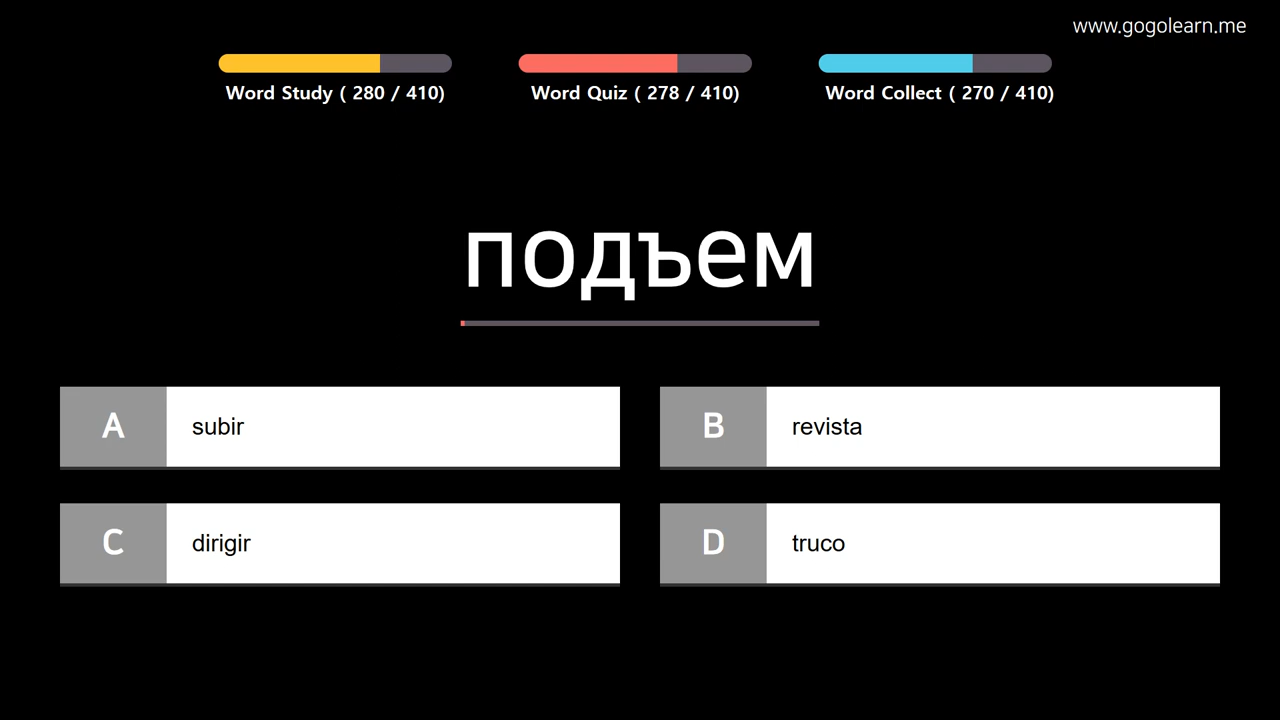 www.gogolearn.me
Word Study ( 280 / 410)
Word Quiz ( 278 / 410)
Word Collect ( 270 / 410)
подъем
A subir
B revista
C dirigir
D truco